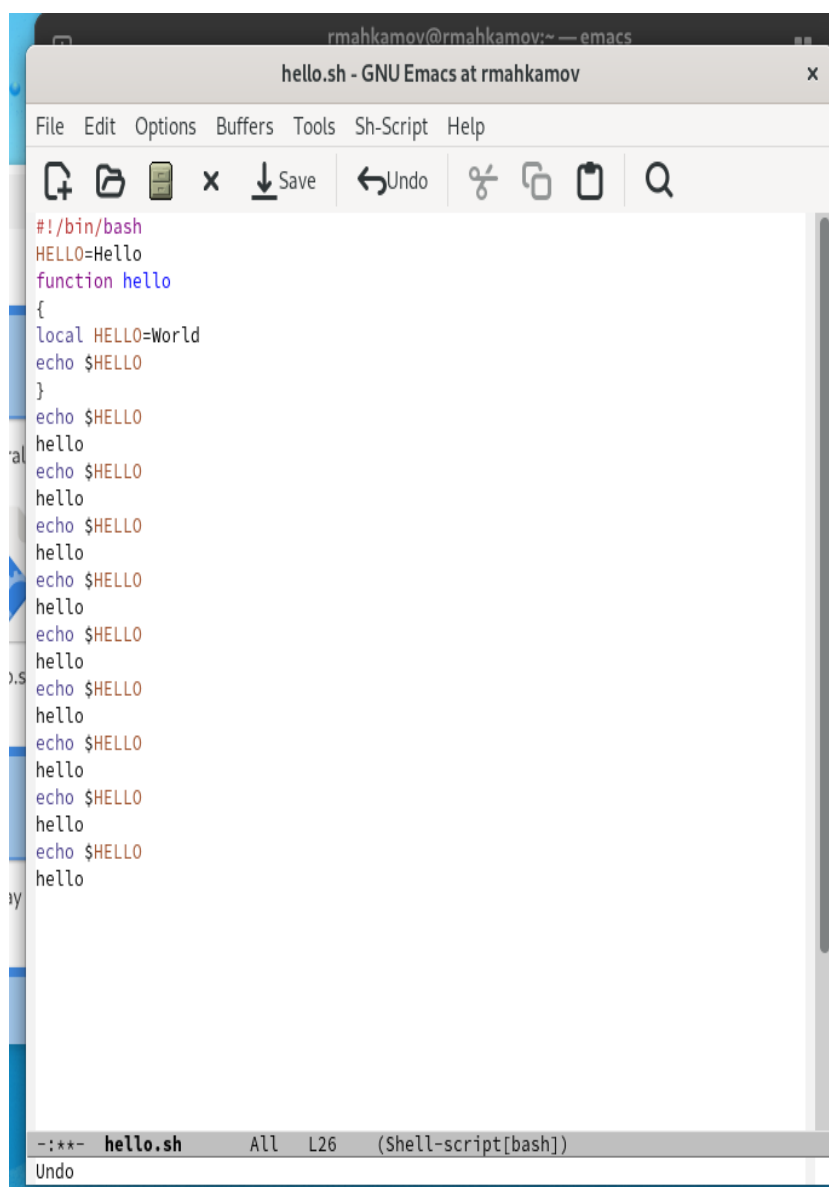 rmahkamov@rmahkamov:~ — emacs
hello.sh - GNU Emacs at rmahkamov
File Edit Options Buffers Tools Sh-Script Help
Save Undo
#!/bin/bash
HELLO=Hello
function hello
{
local HELLO=World
echo $HELLO
}
echo $HELLO
hello
echo $HELLO
hello
echo $HELLO
hello
echo $HELLO
hello
echo $HELLO
hello
echo $HELLO
hello
echo $HELLO
hello
echo $HELLO
hello
echo $HELLO
hello
-:**- hello.sh All L26 (Shell-script[bash])
Undo